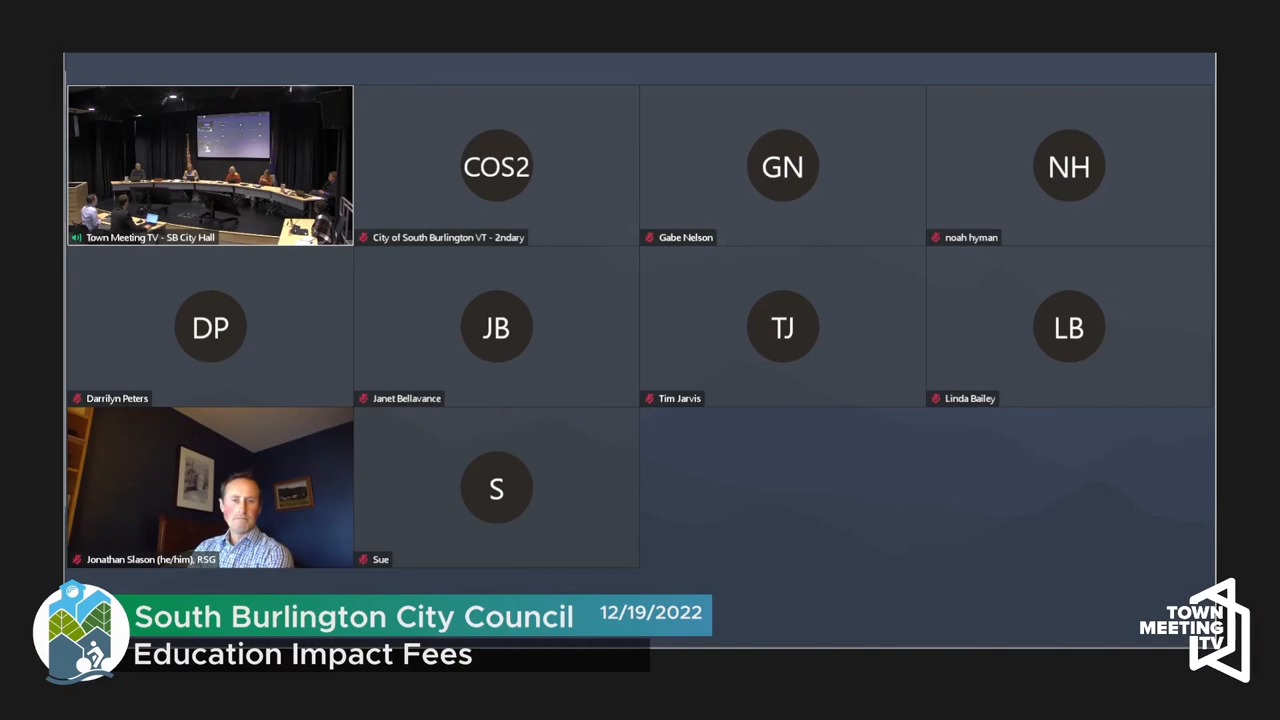 COS2
GN
NH
Town Meeting TV - SB City Hall
City of South Burlington VT - 2ndary
Gabe Nelson
noah hyman
DP
JB
TJ
LB
Darrilyn Peters
Janet Bellavance
Tim Jarvis
Linda Bailey
S
Jonathan Slason (he/him), RSG
Sue
South Burlington City Council 12/19/2022
Education Impact Fees
TOWN
MEETING
TV